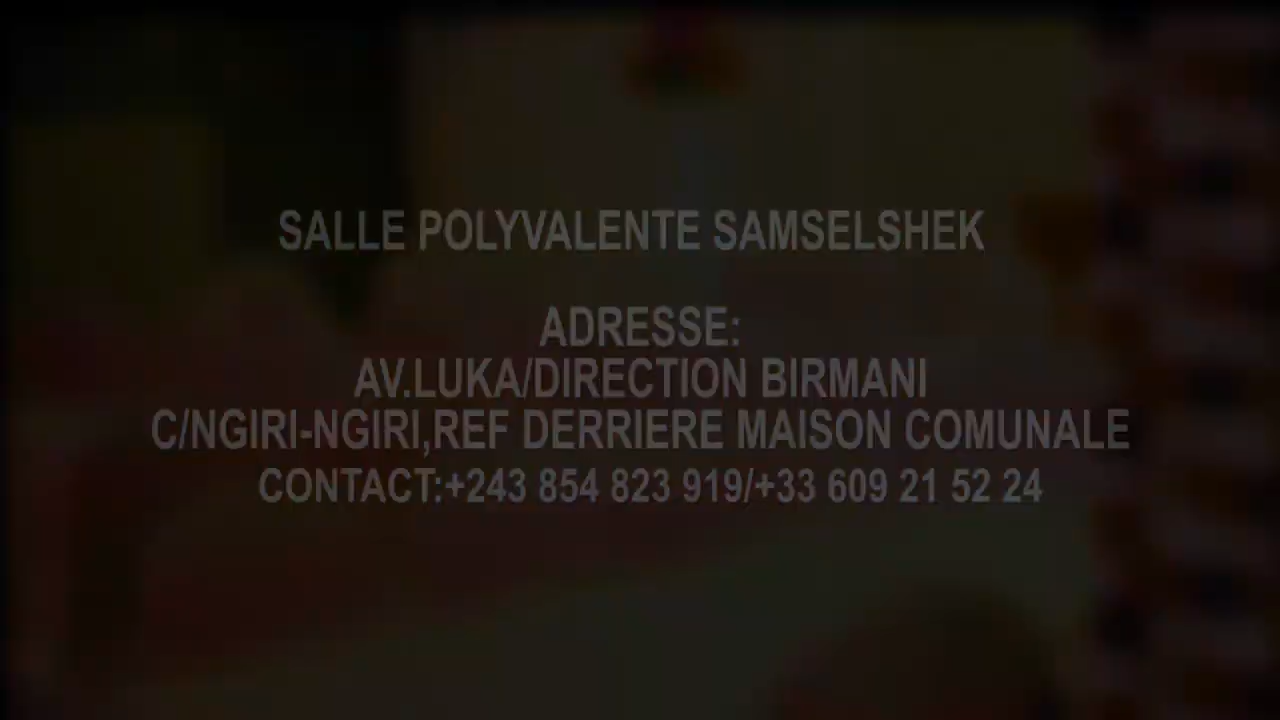 SALLE POLYVALENTE SAMSELSHEK
ADRESSE:
AV.LUKA/DIRECTION BIRMANI
C/NGIRI-NGIRI,REF DERRIERE MAISON COMUNALE
CONTACT:+243 854 823 919/+33 609 21 52 24